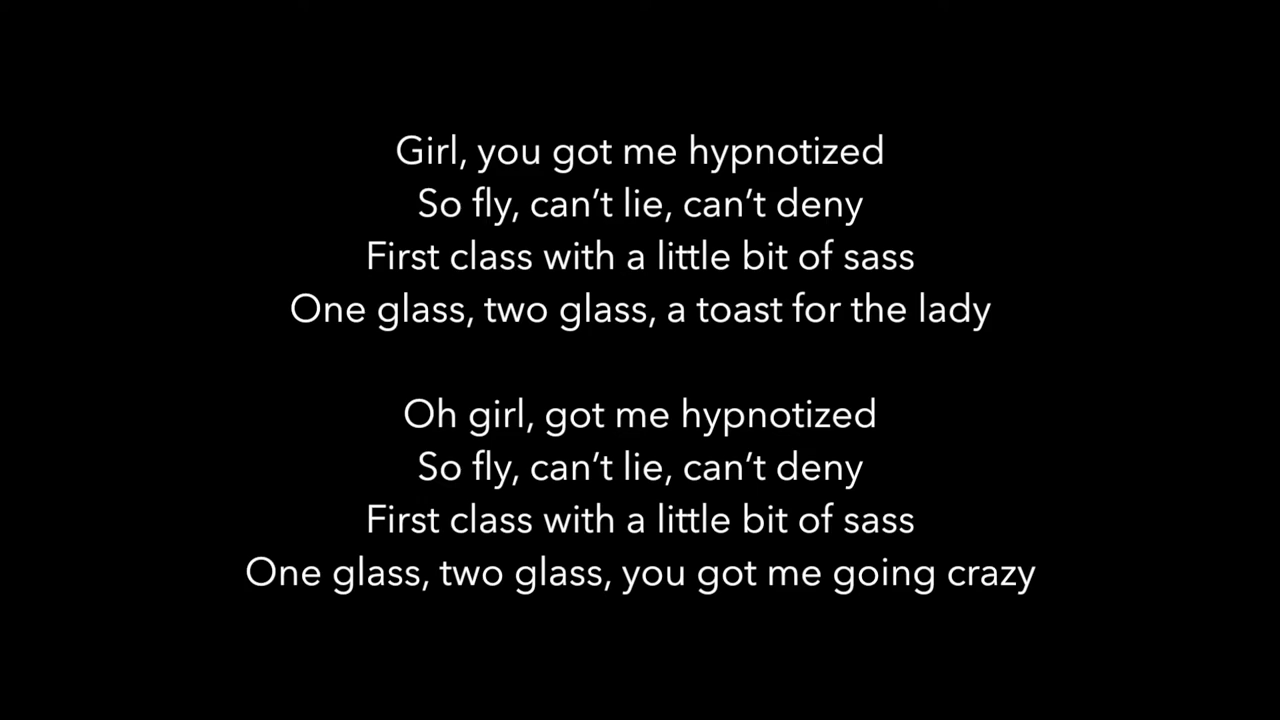 Girl, you got me hypnotized
So fly, can’t lie, can’t deny
First class with a little bit of sass
One glass, two glass, a toast for the lady
Oh girl, got me hypnotized
So fly, can’t lie, can’t deny
First class with a little bit of sass
One glass, two glass, you got me going crazy